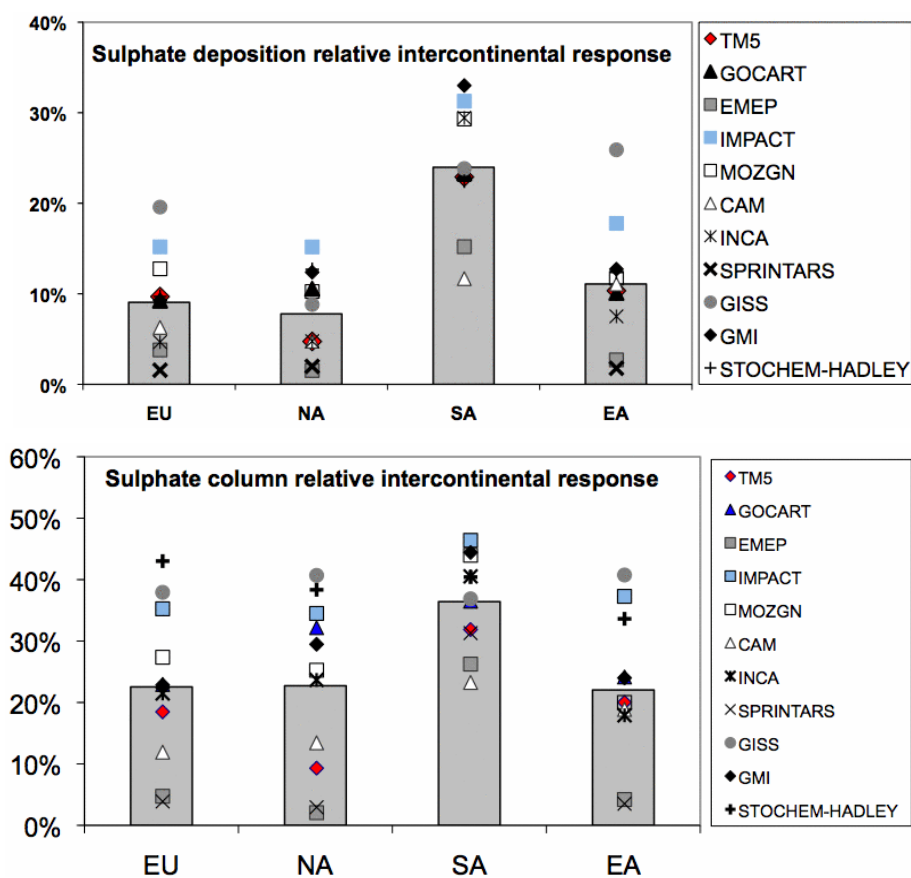 Sulphate deposition relative intercontinental response
40%
30%
20%
10%
0%
EU NA SA EA
TM5
GOCART
EMEP
IMPACT
MOZGN
CAM
INCA
SPRINTARS
GISS
GMI
STOCHEM-HADLEY
Sulphate column relative intercontinental response
60%
50%
40%
30%
20%
10%
0%
EU NA SA EA
TM5
GOCART
EMEP
IMPACT
MOZGN
CAM
INCA
SPRINTARS
GISS
GMI
STOCHEM-HADLEY